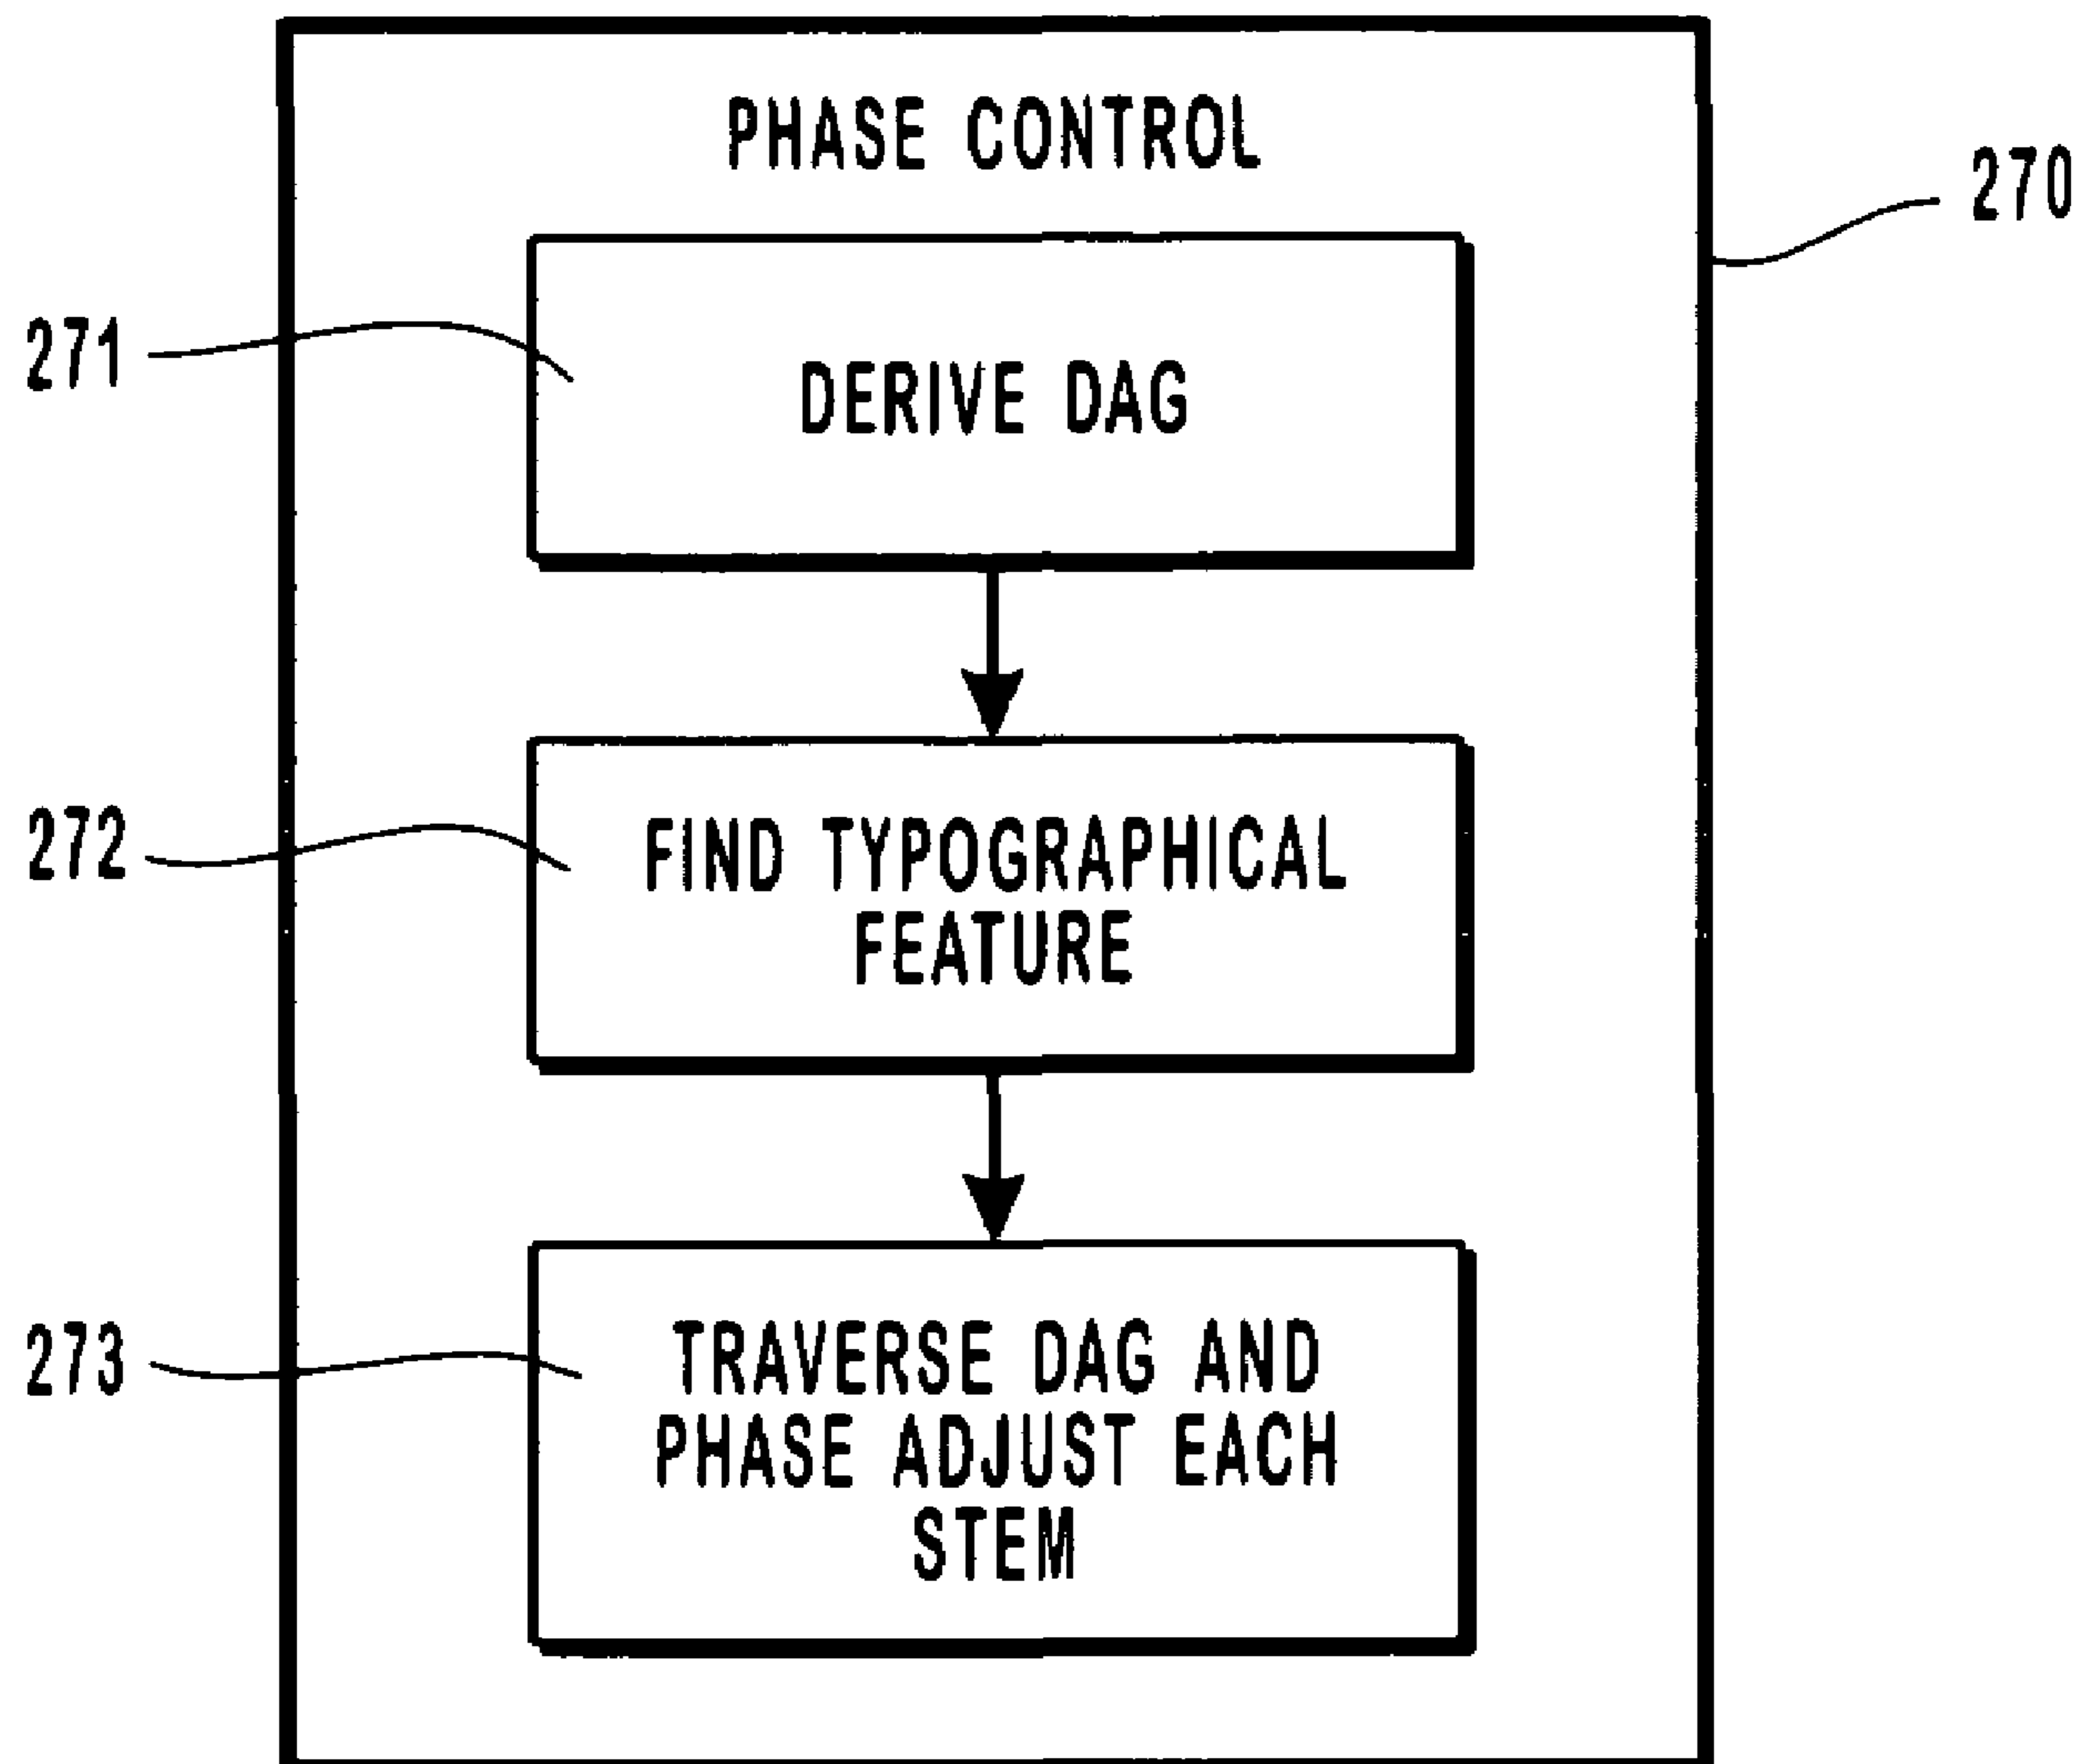 PHASE CONTROL
270
271
DERIVE DAG
272
FIND TYPOGRAPHICAL
FEATURE
273
TRAVERSE DAG AND
PHASE ADJUST EACH
STEM